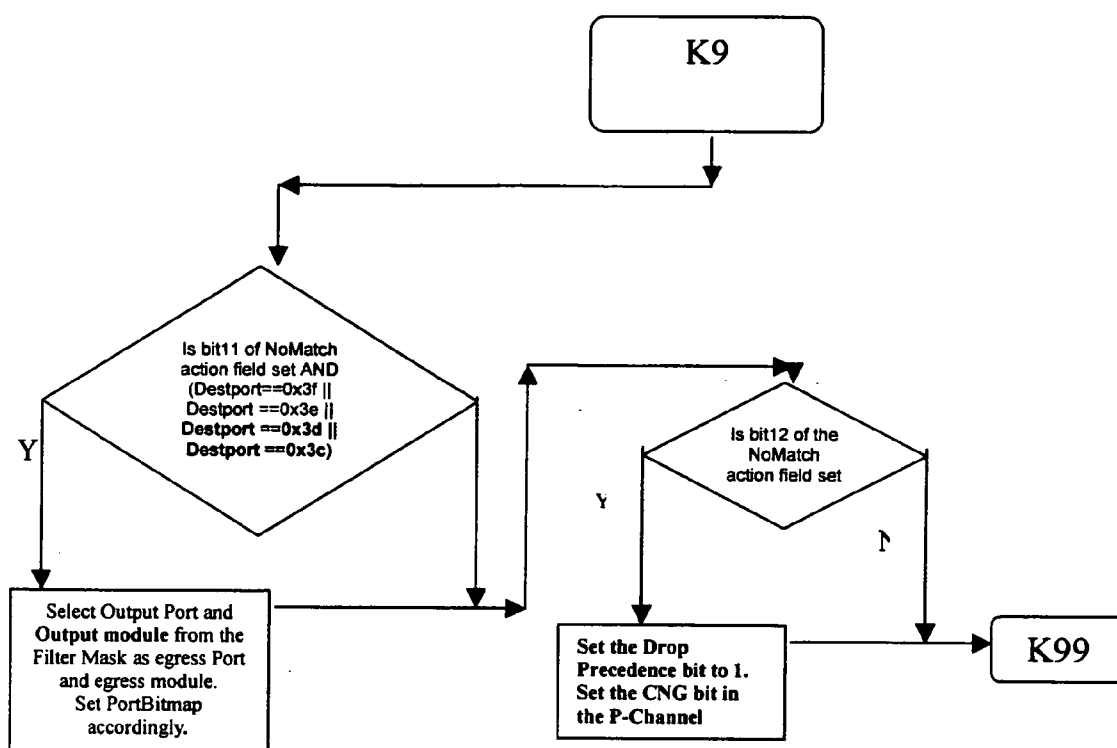 K9
Is bit11 of NoMatch
action field set AND
(Destport==0x3f ||
Destport ==0x3e ||
Destport ==0x3d ||
Destport ==0x3c)
Y
Select Output Port and
Output module from the
Filter Mask as egress Port
and egress module.
Set PortBitmap
accordingly.
Is bit12 of the
NoMatch
action field set
Y
N
Set the Drop
Precedence bit to 1.
Set the CNG bit in
the P-Channel
K99